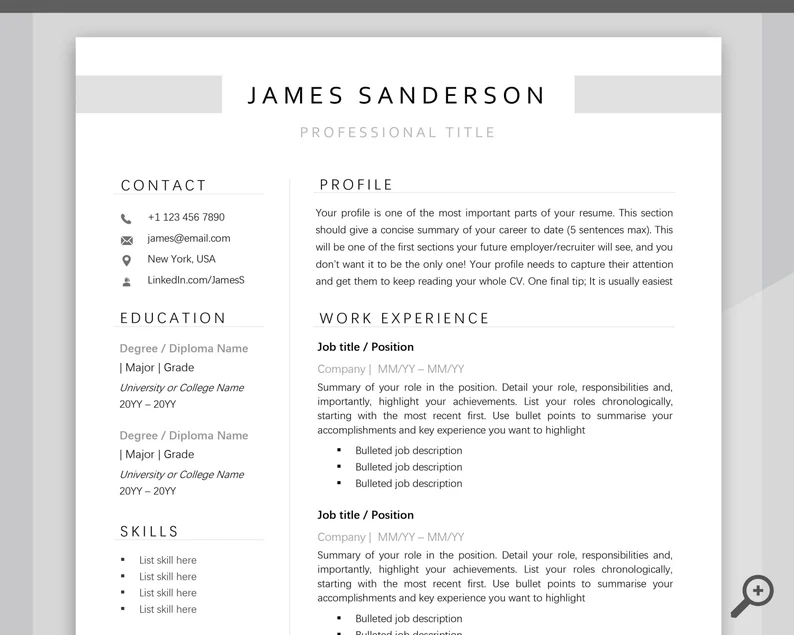 JAMES SANDERSON
PROFESSIONAL TITLE
CONTACT
+1 123 456 7890
james@email.com
New York, USA
LinkedIn.com/JamesS
EDUCATION
Degree / Diploma Name
| Major | Grade
University or College Name
20YY – 20YY
Degree / Diploma Name
| Major | Grade
University or College Name
20YY – 20YY
SKILLS
▪ List skill here
▪ List skill here
▪ List skill here
▪ List skill here
PROFILE
Your profile is one of the most important parts of your resume. This section
should give a concise summary of your career to date (5 sentences max). This
will be one of the first sections your future employer/recruiter will see, and you
don't want it to be the only one! Your profile needs to capture their attention
and get them to keep reading your whole CV. One final tip; It is usually easiest
WORK EXPERIENCE
Job title / Position
Company | MM/YY – MM/YY
Summary of your role in the position. Detail your role, responsibilities and,
importantly, highlight your achievements. List your roles chronologically,
starting with the most recent first. Use bullet points to summarise your
accomplishments and key experience you want to highlight
▪ Bulleted job description
▪ Bulleted job description
▪ Bulleted job description
Job title / Position
Company | MM/YY – MM/YY
Summary of your role in the position. Detail your role, responsibilities and,
importantly, highlight your achievements. List your roles chronologically,
starting with the most recent first. Use bullet points to summarise your
accomplishments and key experience you want to highlight
▪ Bulleted job description
▪ Bulleted job description